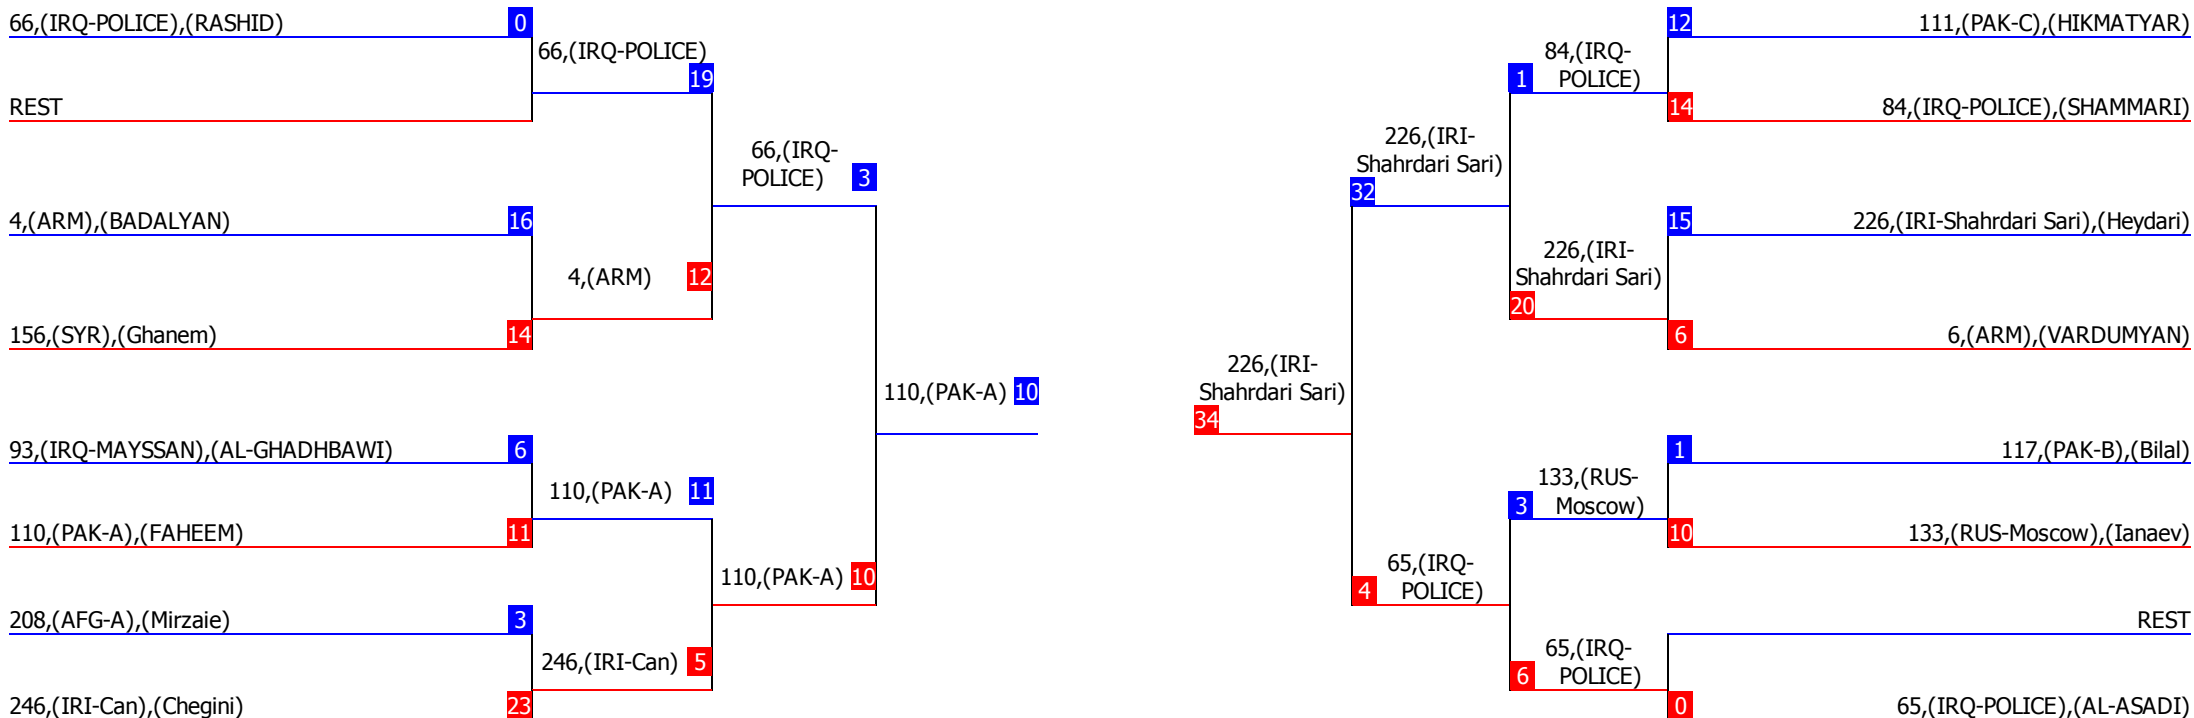 66,(IRQ-POLICE),(RASHID) 0
REST
4,(ARM),(BADALYAN) 16
156,(SYR),(Ghanem) 14
93,(IRQ-MAYSSAN),(AL-GHADHBAWI) 6
110,(PAK-A),(FAHEEM) 11
208,(AFG-A),(Mirzaie) 3
246,(IRI-Can),(Chegini) 23
66,(IRQ-POLICE)
19
4,(ARM) 12
110,(PAK-A) 11
246,(IRI-Can) 5
66,(IRQ-
POLICE) 3
110,(PAK-A) 10
110,(PAK-A) 10
226,(IRI-
Shahrdari Sari)
34
226,(IRI-
Shahrdari Sari)
32
65,(IRQ-
4 POLICE)
84,(IRQ-
1 POLICE)
226,(IRI-
Shahrdari Sari)
20
133,(RUS-
3 Moscow)
65,(IRQ-
6 POLICE)
12 111,(PAK-C),(HIKMATYAR)
14 84,(IRQ-POLICE),(SHAMMARI)
15 226,(IRI-Shahrdari Sari),(Heydari)
6 6,(ARM),(VARDUMYAN)
1 117,(PAK-B),(Bilal)
10 133,(RUS-Moscow),(Ianaev)
REST
0 65,(IRQ-POLICE),(AL-ASADI)